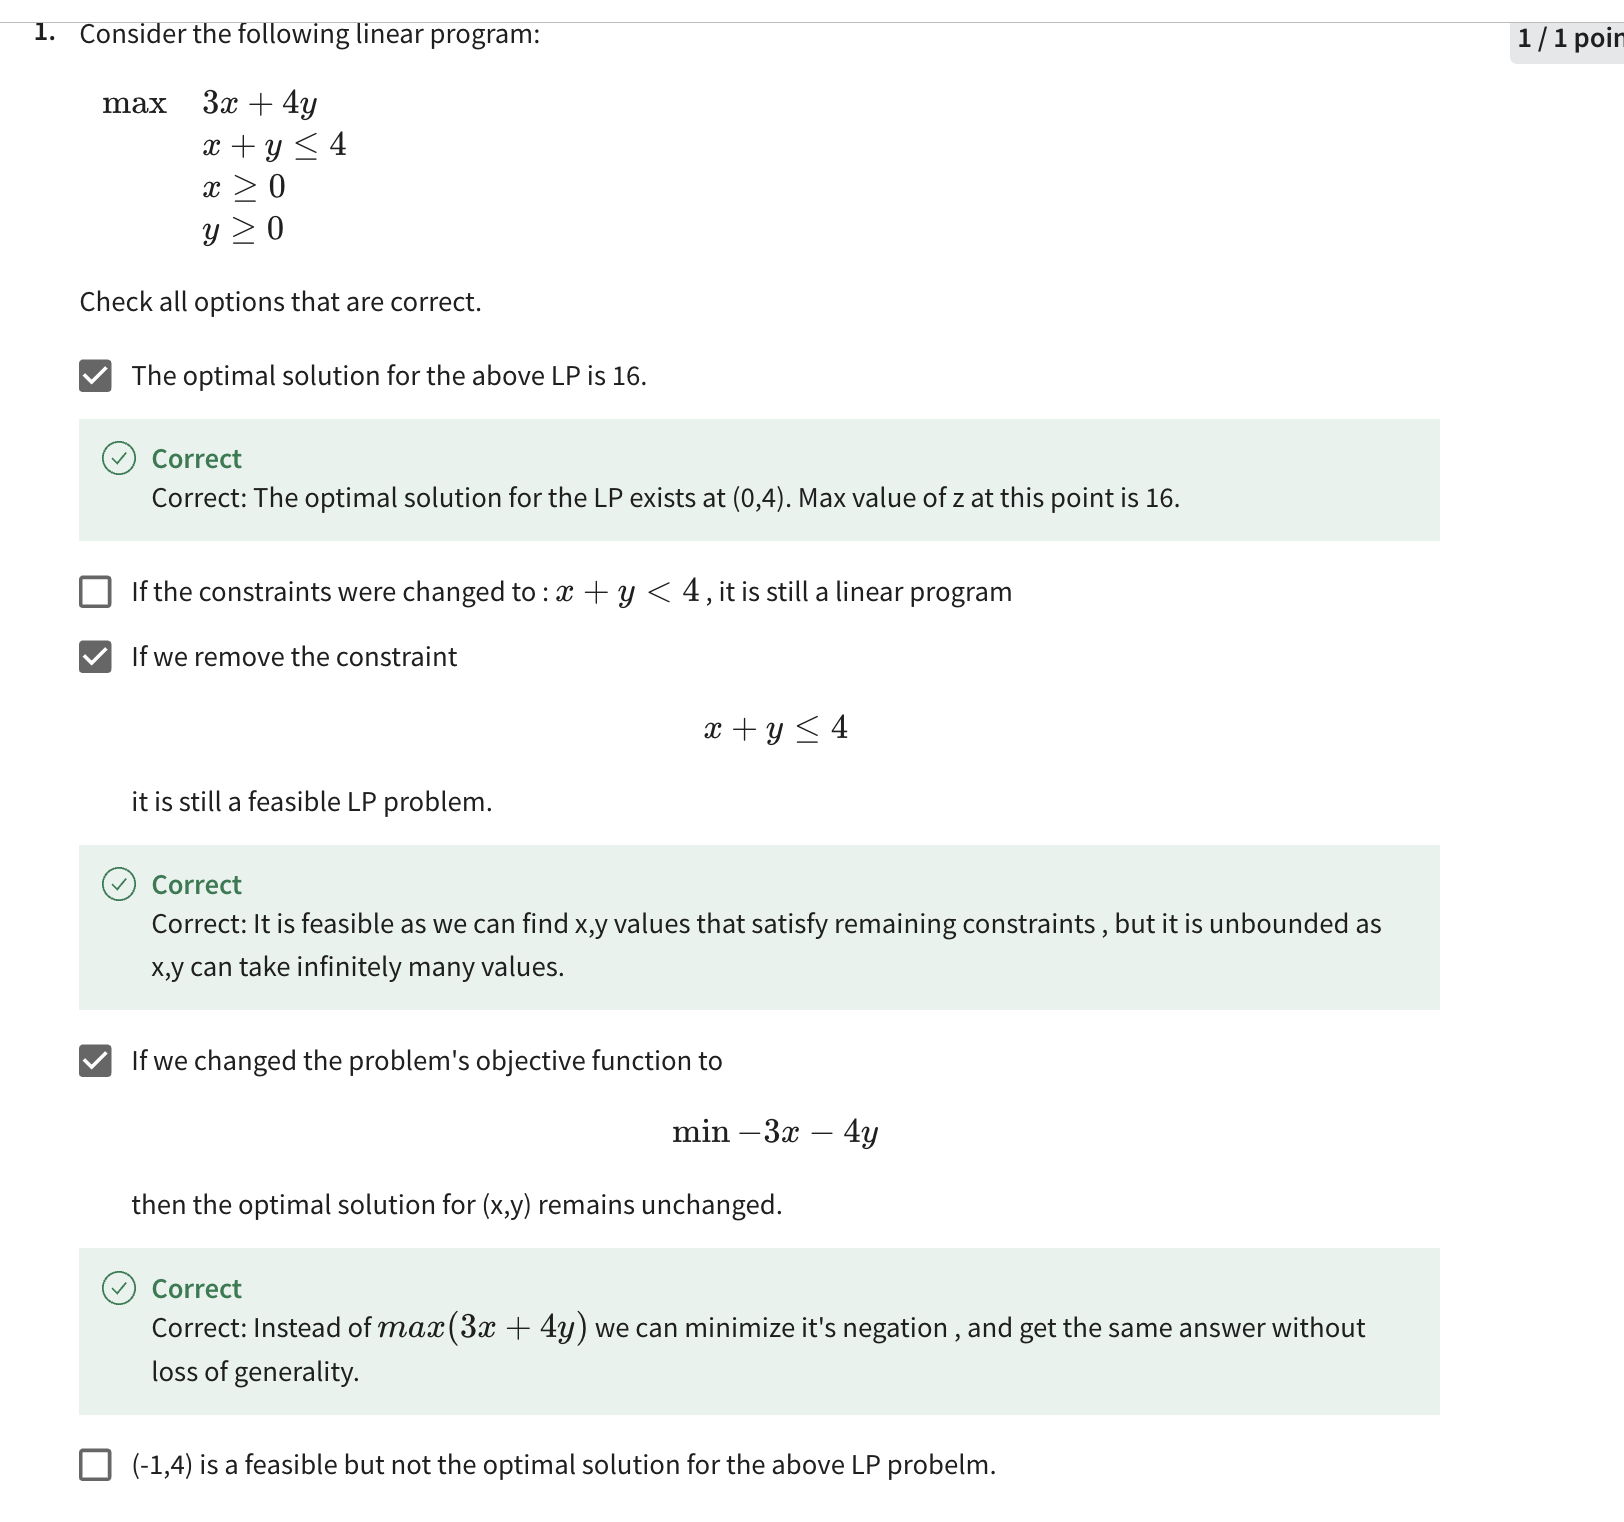 1. Consider the following linear program:
1 / 1 poin
max 3x + 4y
x + y ≤ 4
x ≥ 0
y ≥ 0
Check all options that are correct.
The optimal solution for the above LP is 16.
Correct
Correct: The optimal solution for the LP exists at (0,4). Max value of z at this point is 16.
If the constraints were changed to : x + y < 4 , it is still a linear program
If we remove the constraint
x + y ≤ 4
it is still a feasible LP problem.
Correct
Correct: It is feasible as we can find x,y values that satisfy remaining constraints , but it is unbounded as
x,y can take infinitely many values.
If we changed the problem's objective function to
min −3x − 4y
then the optimal solution for (x,y) remains unchanged.
Correct
Correct: Instead of max(3x + 4y) we can minimize it's negation , and get the same answer without
loss of generality.
(-1,4) is a feasible but not the optimal solution for the above LP probelm.